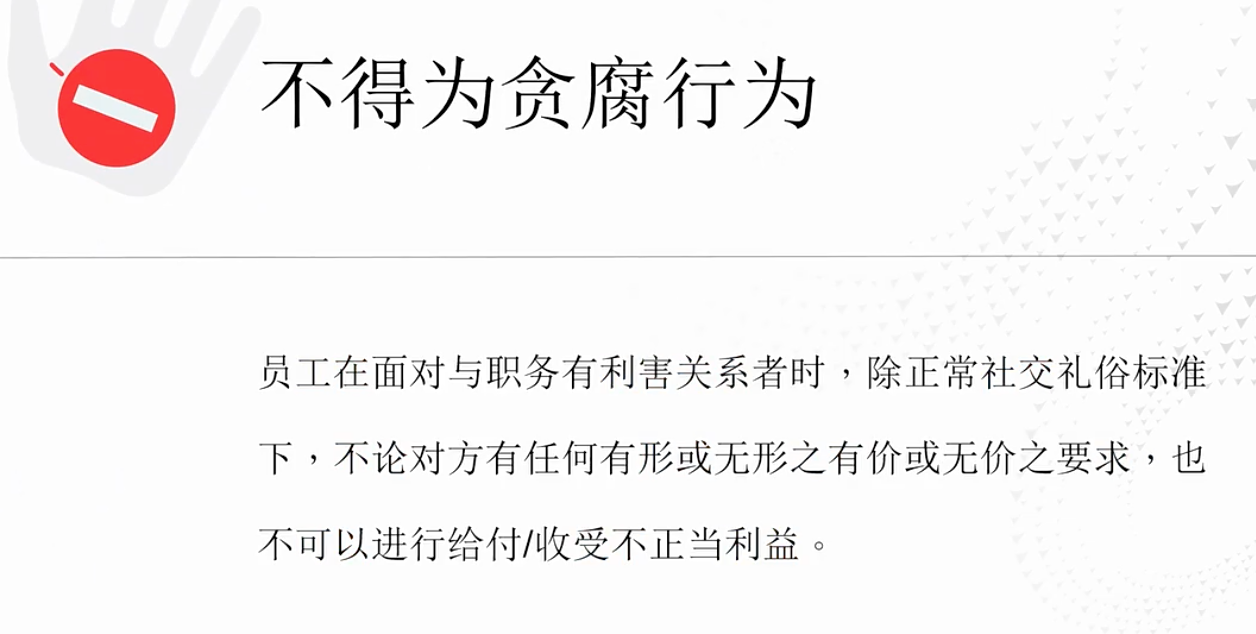 不得为贪腐行为
员工在面对与职务有利害关系者时，除正常社交礼俗标准
下，不论对方有任何有形或无形之有价或无价之要求，也
不可以进行给付/收受不正当利益。